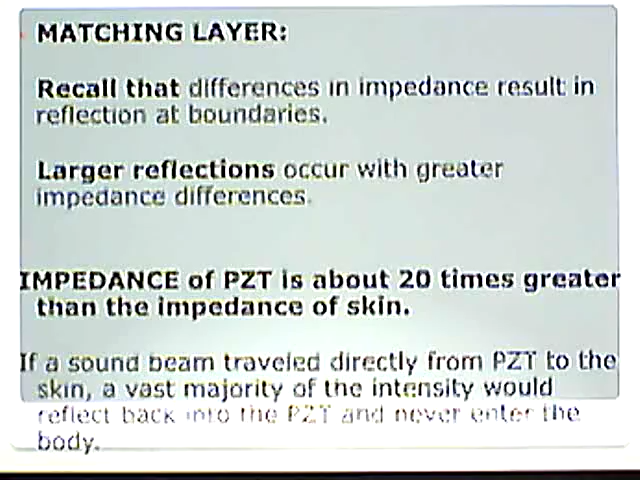 MATCHING LAYER:
Recall that differences in impedance result in
reflection at boundaries.
Larger reflections occur with greater
impedance differences.
IMPEDANCE of PZT is about 20 times greater
than the impedance of skin.
If a sound beam traveled directly from PZT to the
skin, a vast majority of the intensity would
reflect back into the PZT and never enter the
body.